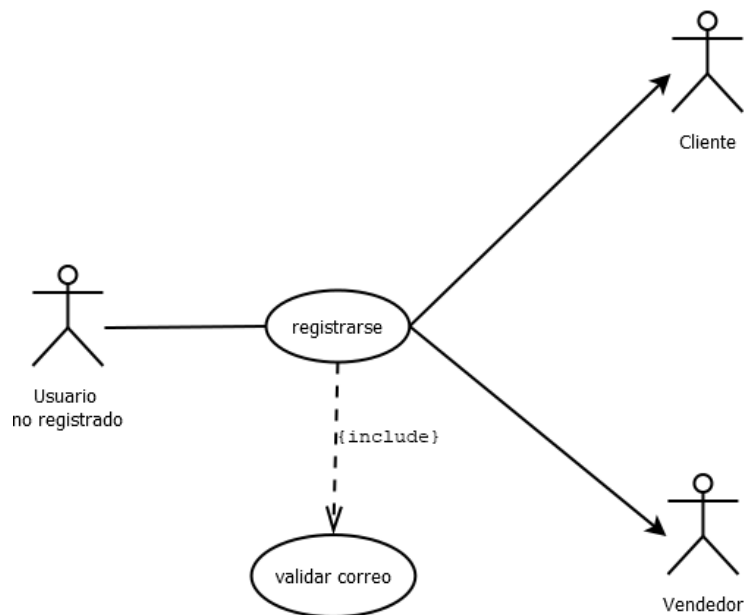 Cliente
registrarse
Usuario
no registrado
{include}
validar correo
Vendedor